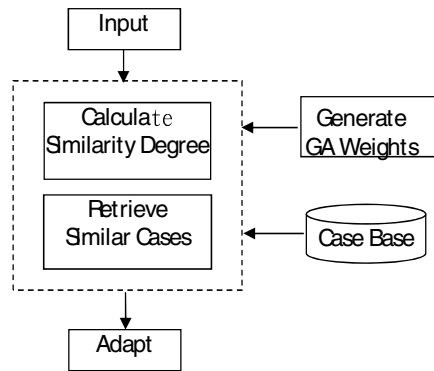 Input
Calculate
Similarity Degree
Generate
GA Weights
Retrieve
Similar Cases
Case Base
Adapt